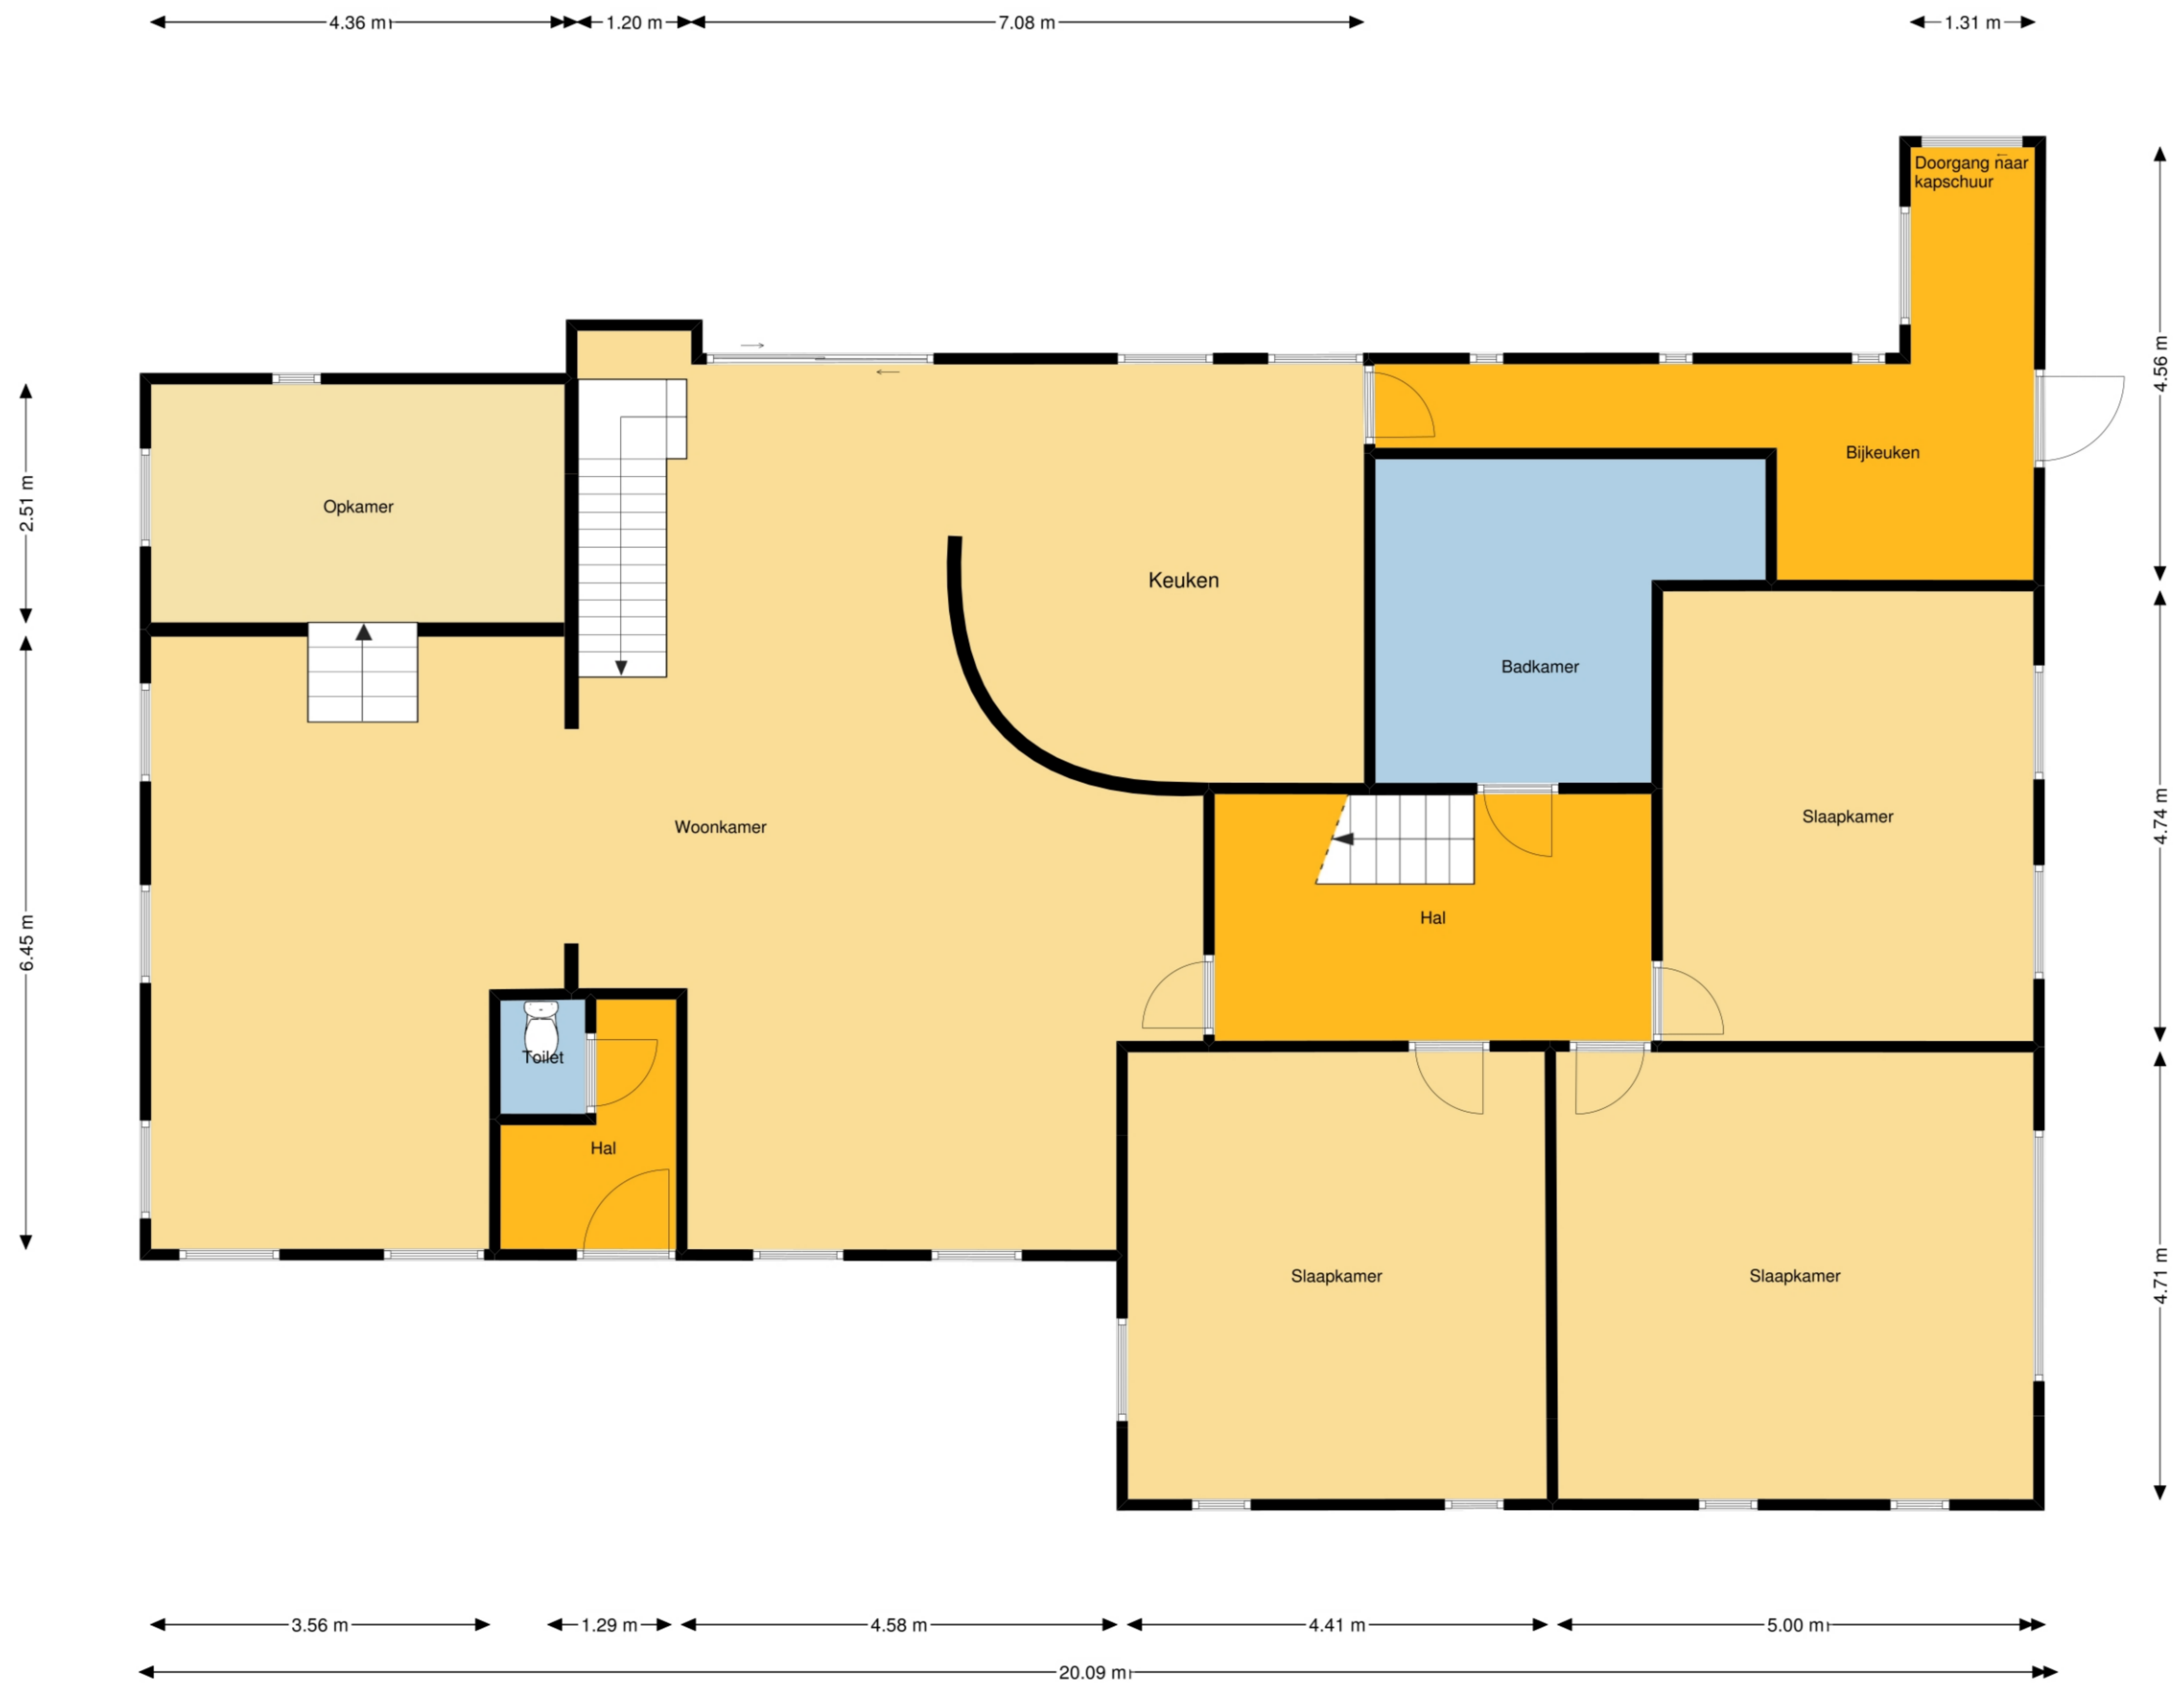 4.36 m
1.20 m
7.08 m
1.31 m
Doorgang naar
kapschuur
4.56 m
Bijkeuken
2.51 m
Opkamer
Keuken
Badkamer
Slaapkamer
4.74 m
Woonkamer
Hal
6.45 m
Toilet
Hal
Slaapkamer
Slaapkamer
4.71 m
3.56 m
1.29 m
4.58 m
4.41 m
5.00 m
20.09 m